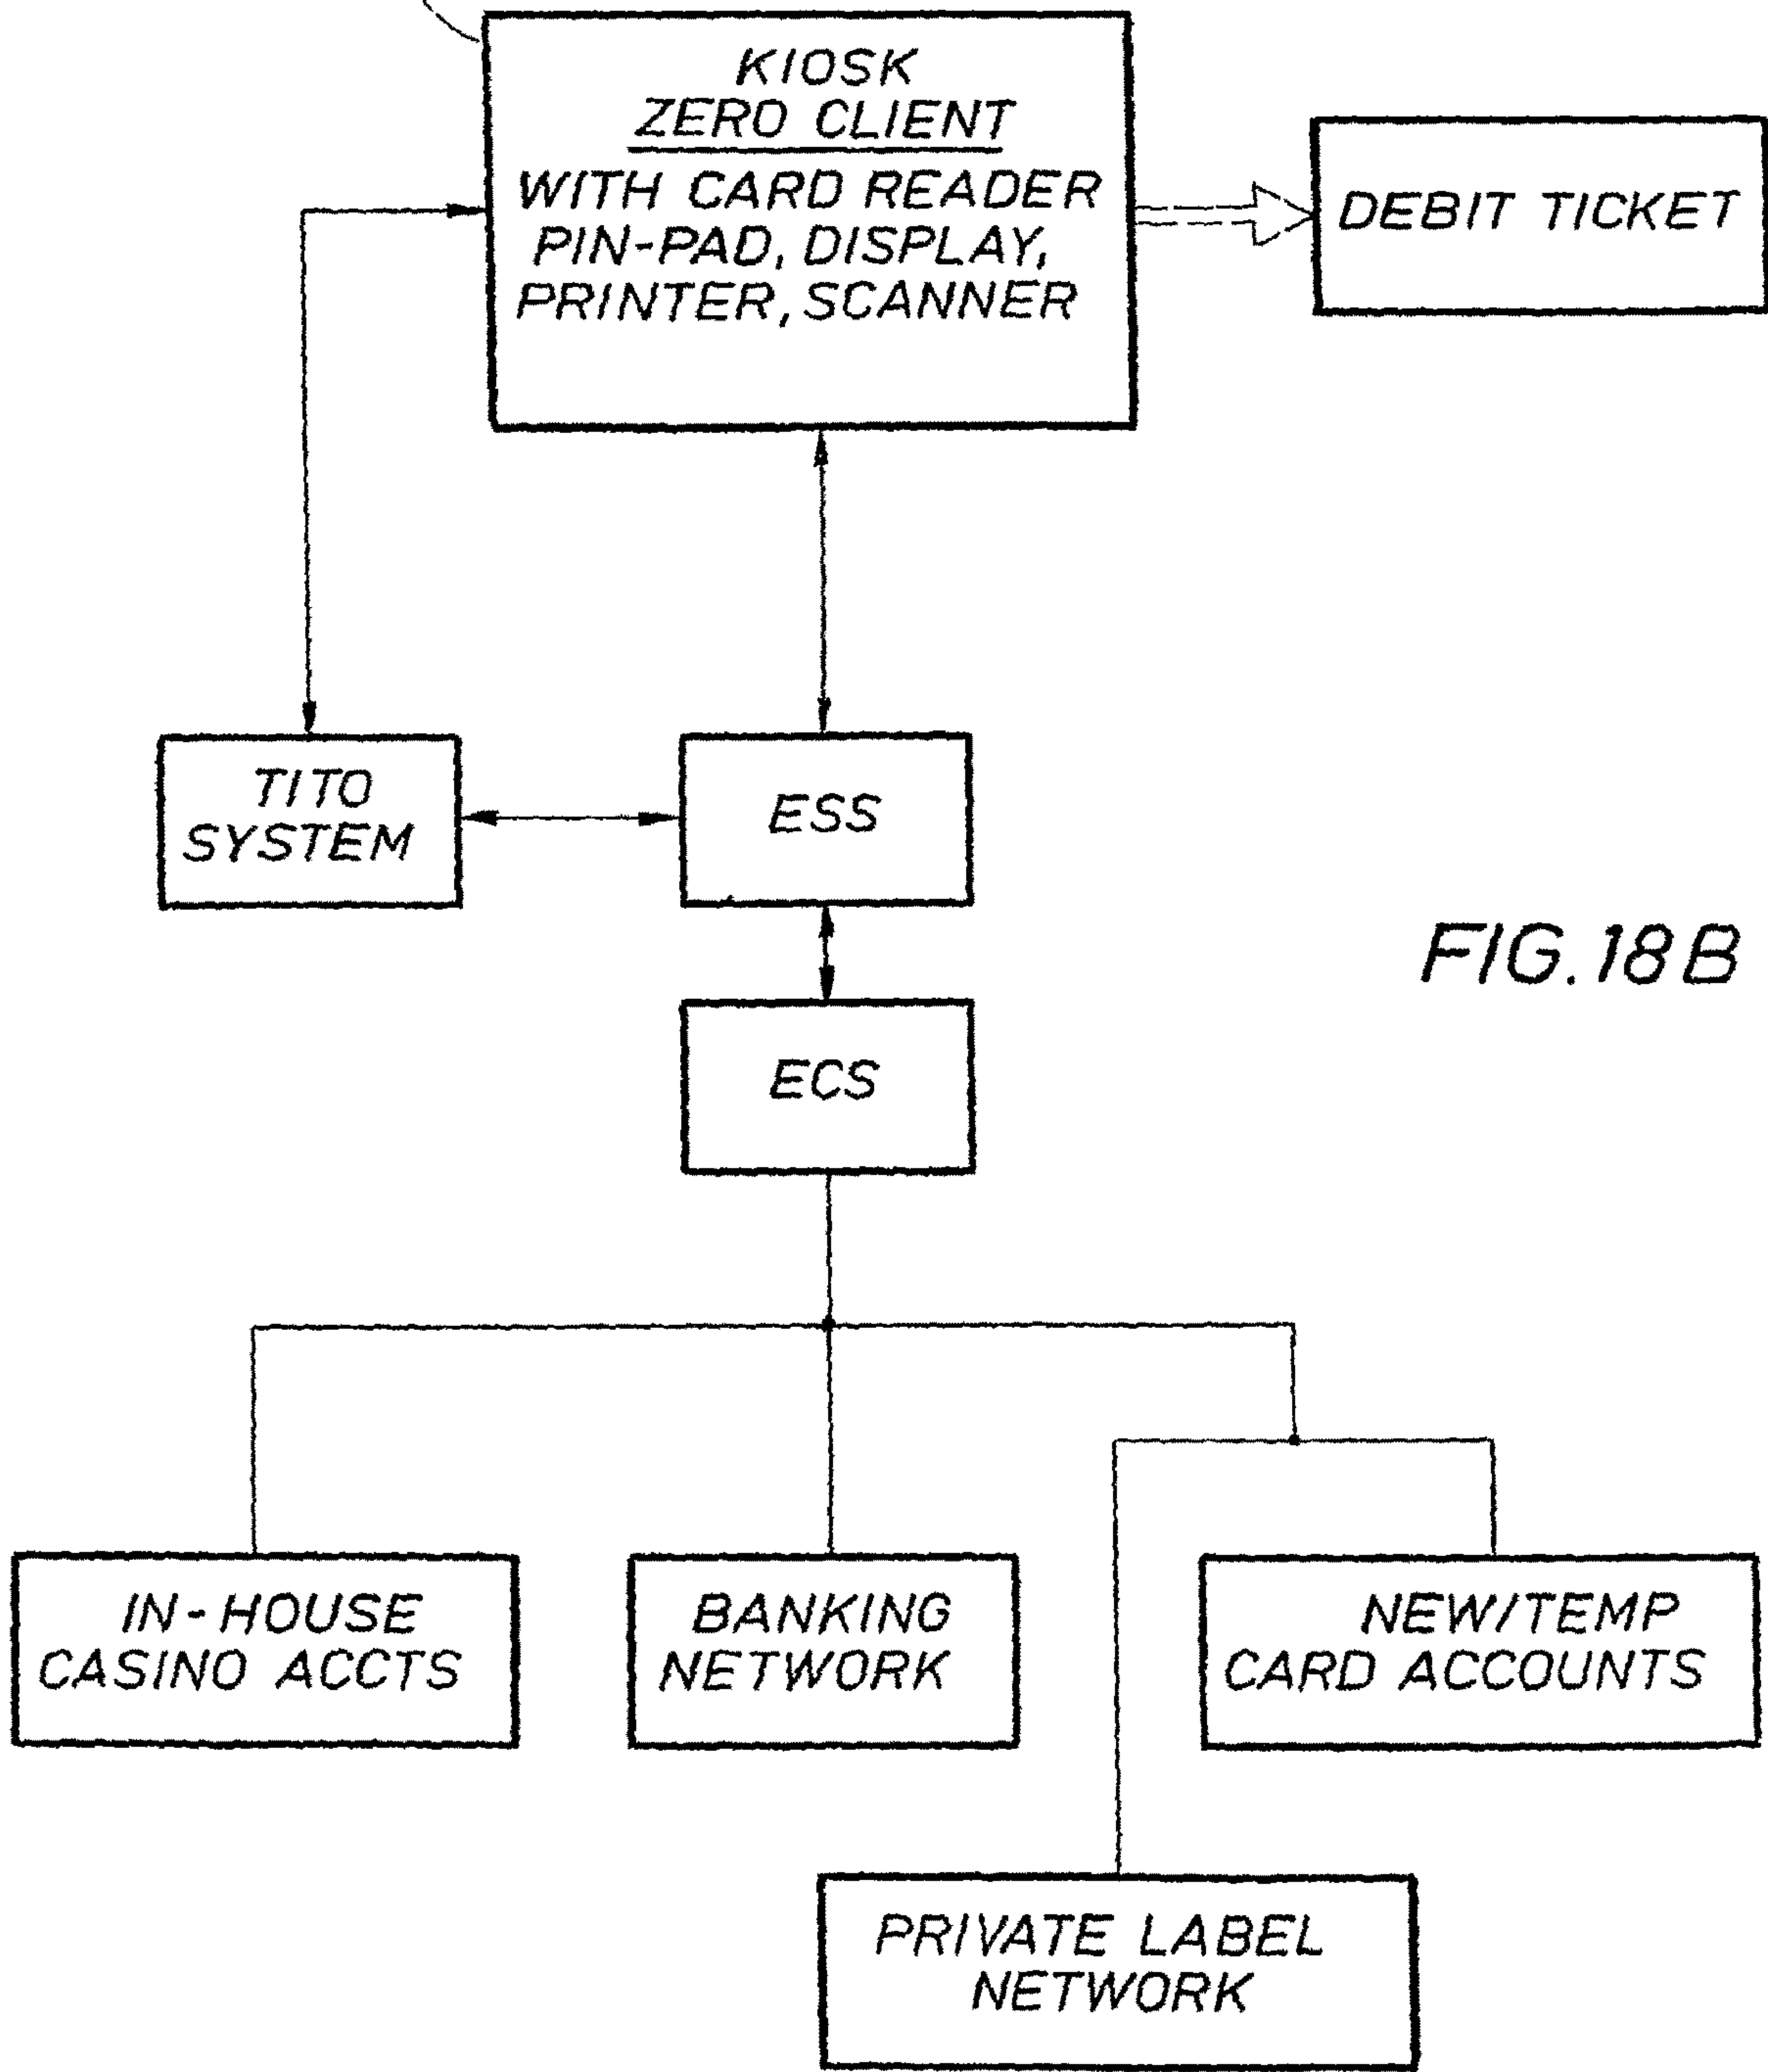 KIOSK
ZERO CLIENT
WITH CARD READER
PIN-PAD, DISPLAY,
PRINTER, SCANNER
DEBIT TICKET
TITO
SYSTEM
ESS
FIG. 18B
ECS
IN-HOUSE
CASINO ACCTS
BANKING
NETWORK
NEW/TEMP
CARD ACCOUNTS
PRIVATE LABEL
NETWORK